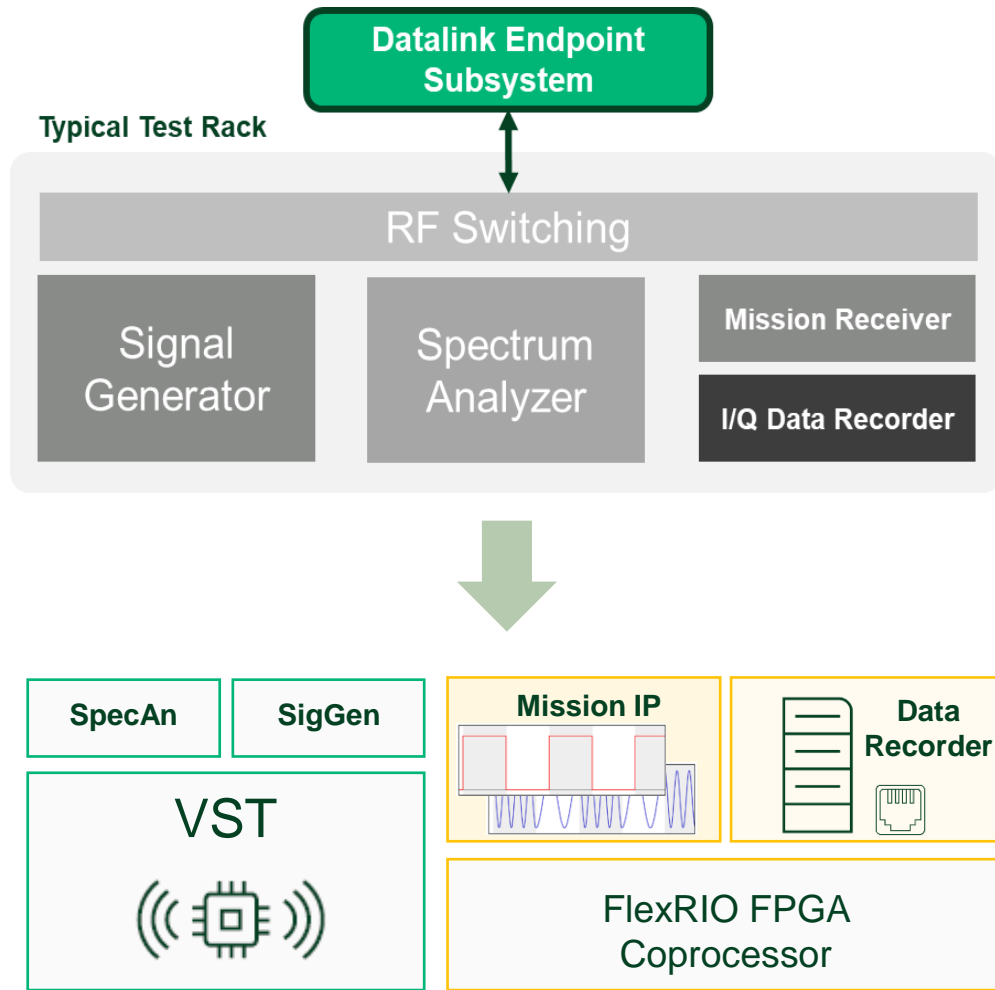 Datalink Endpoint
Subsystem
Typical Test Rack
RF Switching
Signal
Generator
Spectrum
Analyzer
Mission Receiver
I/Q Data Recorder
SpecAn
SigGen
Mission IP
Data
Recorder
VST
FlexRIO FPGA
Coprocessor